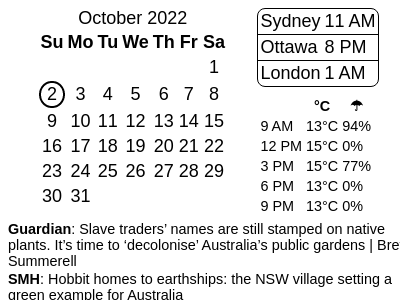 October 2022
Su Mo Tu We Th Fr Sa
1
2 3 4 5 6 7 8
9 10 11 12 13 14 15
16 17 18 19 20 21 22
23 24 25 26 27 28 29
30 31
Sydney 11 AM
Ottawa 8 PM
London 1 AM
°C ☂
9 AM 13°C 94%
12 PM 15°C 0%
3 PM 15°C 77%
6 PM 13°C 0%
9 PM 13°C 0%
Guardian: Slave traders’ names are still stamped on native
plants. It’s time to ‘decolonise’ Australia’s public gardens | Bre
Summerell
SMH: Hobbit homes to earthships: the NSW village setting a
green example for Australia